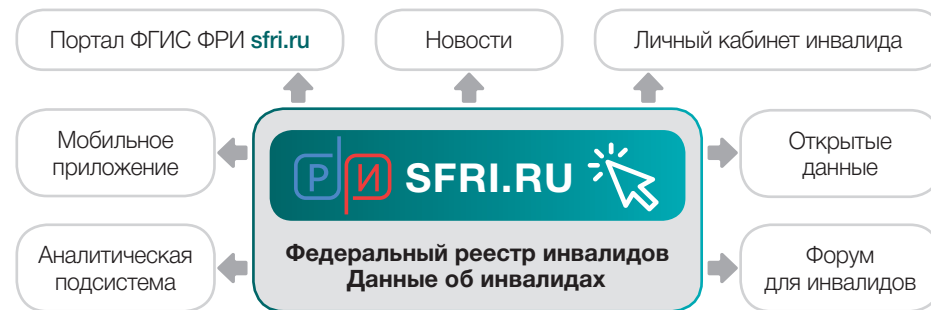 Портал ФГИС ФРИ sfri.ru
Новости
Личный кабинет инвалида
Мобильное
приложение
РИ SFRI.RU
Открытые
данные
Федеральный реестр инвалидов
Данные об инвалидах
Аналитическая
подсистема
Форум
для инвалидов